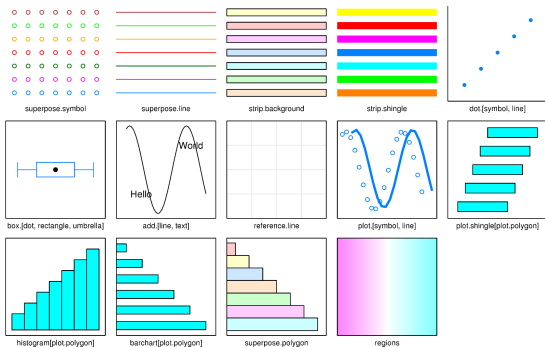 superpose.symbol
superpose.line
strip.background
strip.shingle
dot.[symbol, line]
World
Hello
box.[dot, rectangle, umbrella]
add.[line, text]
reference.line
plot.[symbol, line]
plot.shingle[plot.polygon]
histogram[plot.polygon]
barchart[plot.polygon]
superpose.polygon
regions